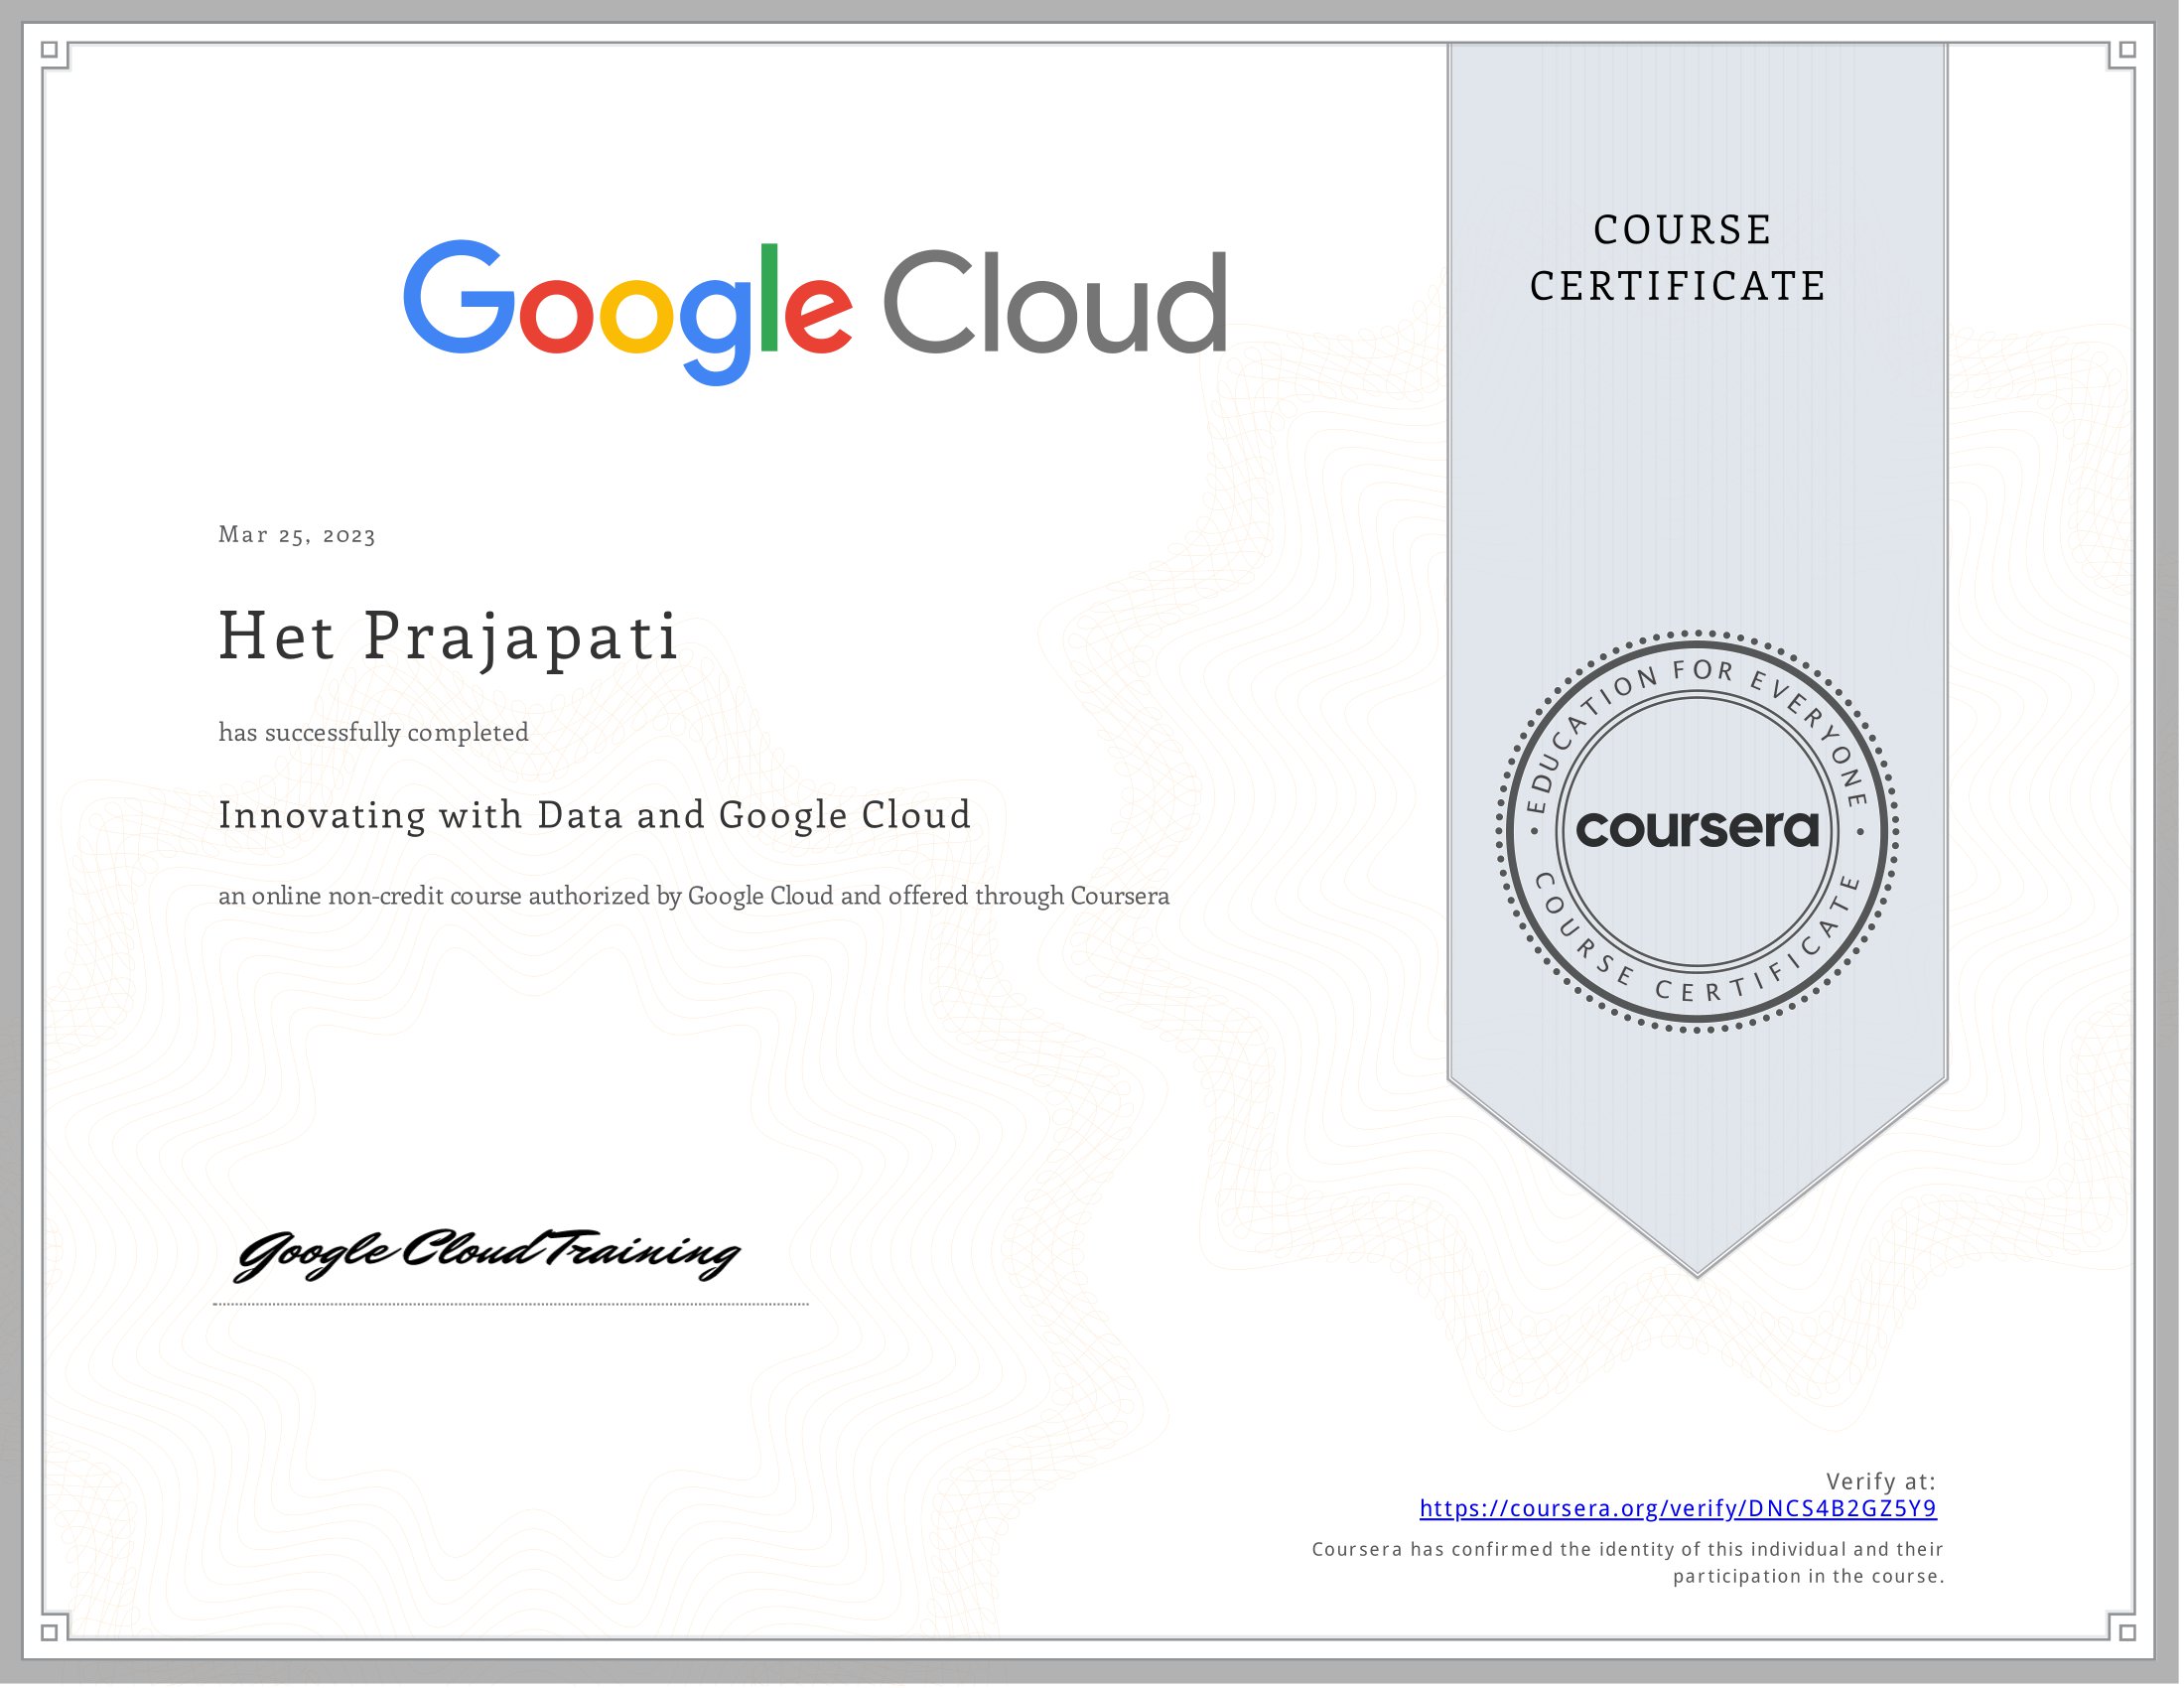 Google Cloud
COURSE
CERTIFICATE
Mar 25, 2023
Het Prajapati
has successfully completed
Innovating with Data and Google Cloud
an online non-credit course authorized by Google Cloud and offered through Coursera
EDUCATION FOR EVERYONE
coursera
COURSE CERTIFICATE
Google Cloud Training
Verify at:
https://coursera.org/verify/DNCS4B2GZ5Y9
Coursera has confirmed the identity of this individual and their
participation in the course.